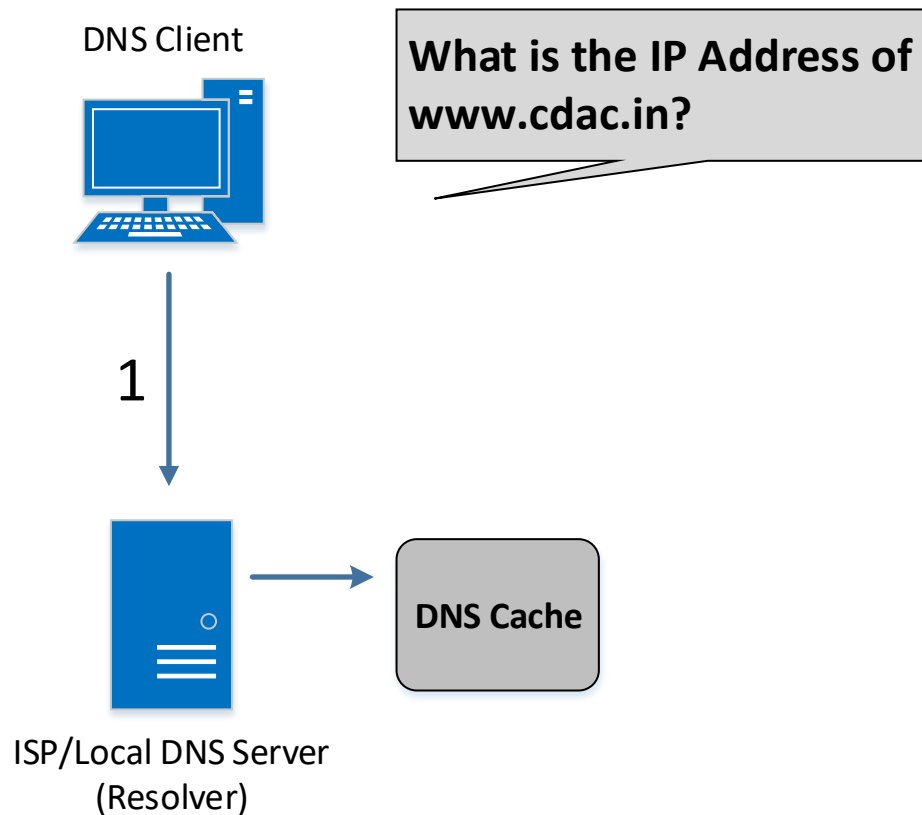 DNS Client
What is the IP Address of
www.cdac.in?
1
DNS Cache
ISP/Local DNS Server
(Resolver)